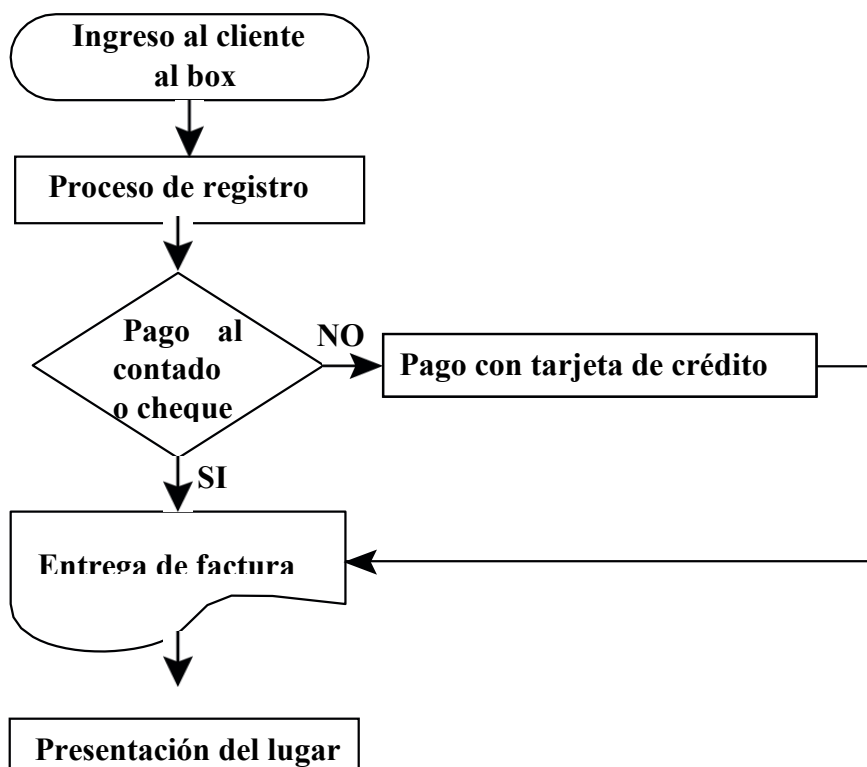 Ingreso al cliente
al box
Proceso de registro
Pago al
contado
o cheque
NO
Pago con tarjeta de crédito
SI
Entrega de factura
Presentación del lugar